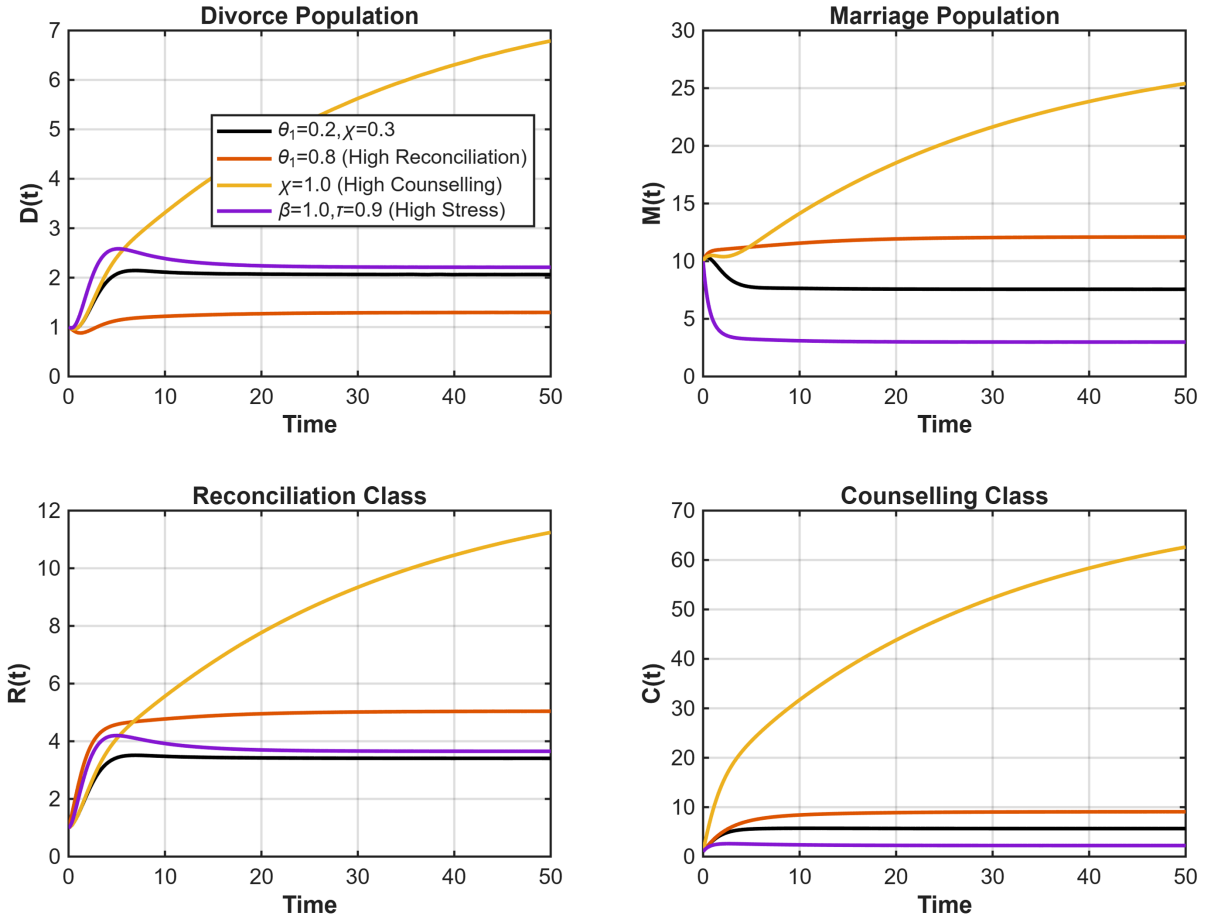 Divorce Population
7
6
5
4
3
2
1
0
D(t)
θ₁=0.2,χ=0.3
θ₁=0.8 (High Reconciliation)
χ=1.0 (High Counselling)
β=1.0,τ=0.9 (High Stress)
0 10 20 30 40 50
Time
Marriage Population
30
25
20
15
10
5
0
M(t)
0 10 20 30 40 50
Time
Reconciliation Class
12
10
8
6
4
2
0
R(t)
0 10 20 30 40 50
Time
Counselling Class
70
60
50
40
30
20
10
0
C(t)
0 10 20 30 40 50
Time